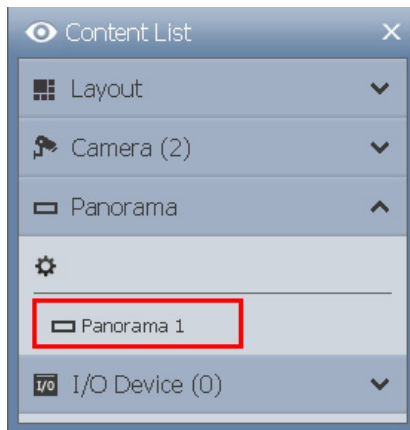 Content List
Layout
Camera (2)
Panorama
Panorama 1
I/O
I/O Device (0)